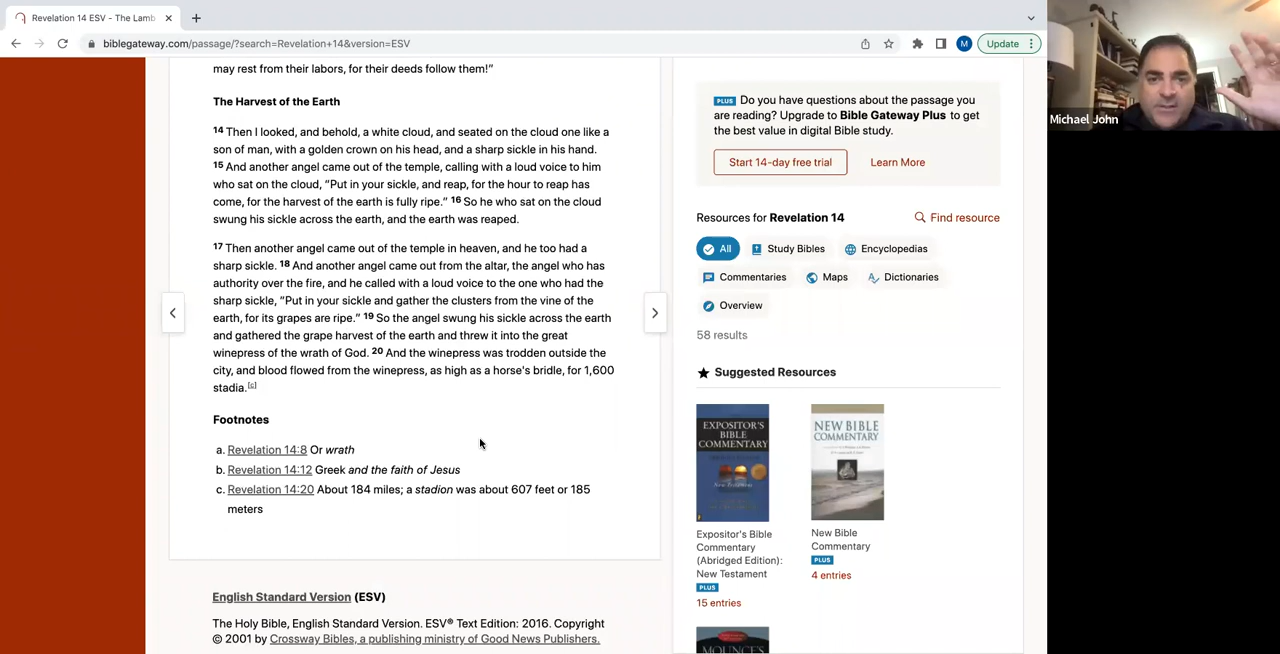 Revelation 14 ESV - The Lamb
biblegateway.com/passage/?search=Revelation+14&version=ESV
M
Update
may rest from their labors, for their deeds follow them!”
The Harvest of the Earth
14 Then I looked, and behold, a white cloud, and seated on the cloud one like a
son of man, with a golden crown on his head, and a sharp sickle in his hand.
15 And another angel came out of the temple, calling with a loud voice to him
who sat on the cloud, “Put in your sickle, and reap, for the hour to reap has
come, for the harvest of the earth is fully ripe.” 16 So he who sat on the cloud
swung his sickle across the earth, and the earth was reaped.
17 Then another angel came out of the temple in heaven, and he too had a
sharp sickle. 18 And another angel came out from the altar, the angel who has
authority over the fire, and he called with a loud voice to the one who had the
sharp sickle, “Put in your sickle and gather the clusters from the vine of the
earth, for its grapes are ripe.” 19 So the angel swung his sickle across the earth
and gathered the grape harvest of the earth and threw it into the great
winepress of the wrath of God. 20 And the winepress was trodden outside the
city, and blood flowed from the winepress, as high as a horse's bridle, for 1,600
stadia.[c]
Footnotes
a. Revelation 14:8 Or wrath
b. Revelation 14:12 Greek and the faith of Jesus
c. Revelation 14:20 About 184 miles; a stadion was about 607 feet or 185
meters
English Standard Version (ESV)
The Holy Bible, English Standard Version. ESV® Text Edition: 2016. Copyright
© 2001 by Crossway Bibles, a publishing ministry of Good News Publishers.
PLUS Do you have questions about the passage you
are reading? Upgrade to Bible Gateway Plus to get
the best value in digital Bible study.
Start 14-day free trial
Learn More
Resources for Revelation 14
Find resource
All
Study Bibles
Encyclopedias
Commentaries
Maps
Dictionaries
Overview
58 results
Suggested Resources
EXPOSITOR'S
BIBLE
COMMENTARY
NEW BIBLE
COMMENTARY
Expositor's Bible
Commentary
(Abridged Edition):
New Testament
PLUS
15 entries
New Bible
Commentary
PLUS
4 entries
MOUNCE'S
Michael John